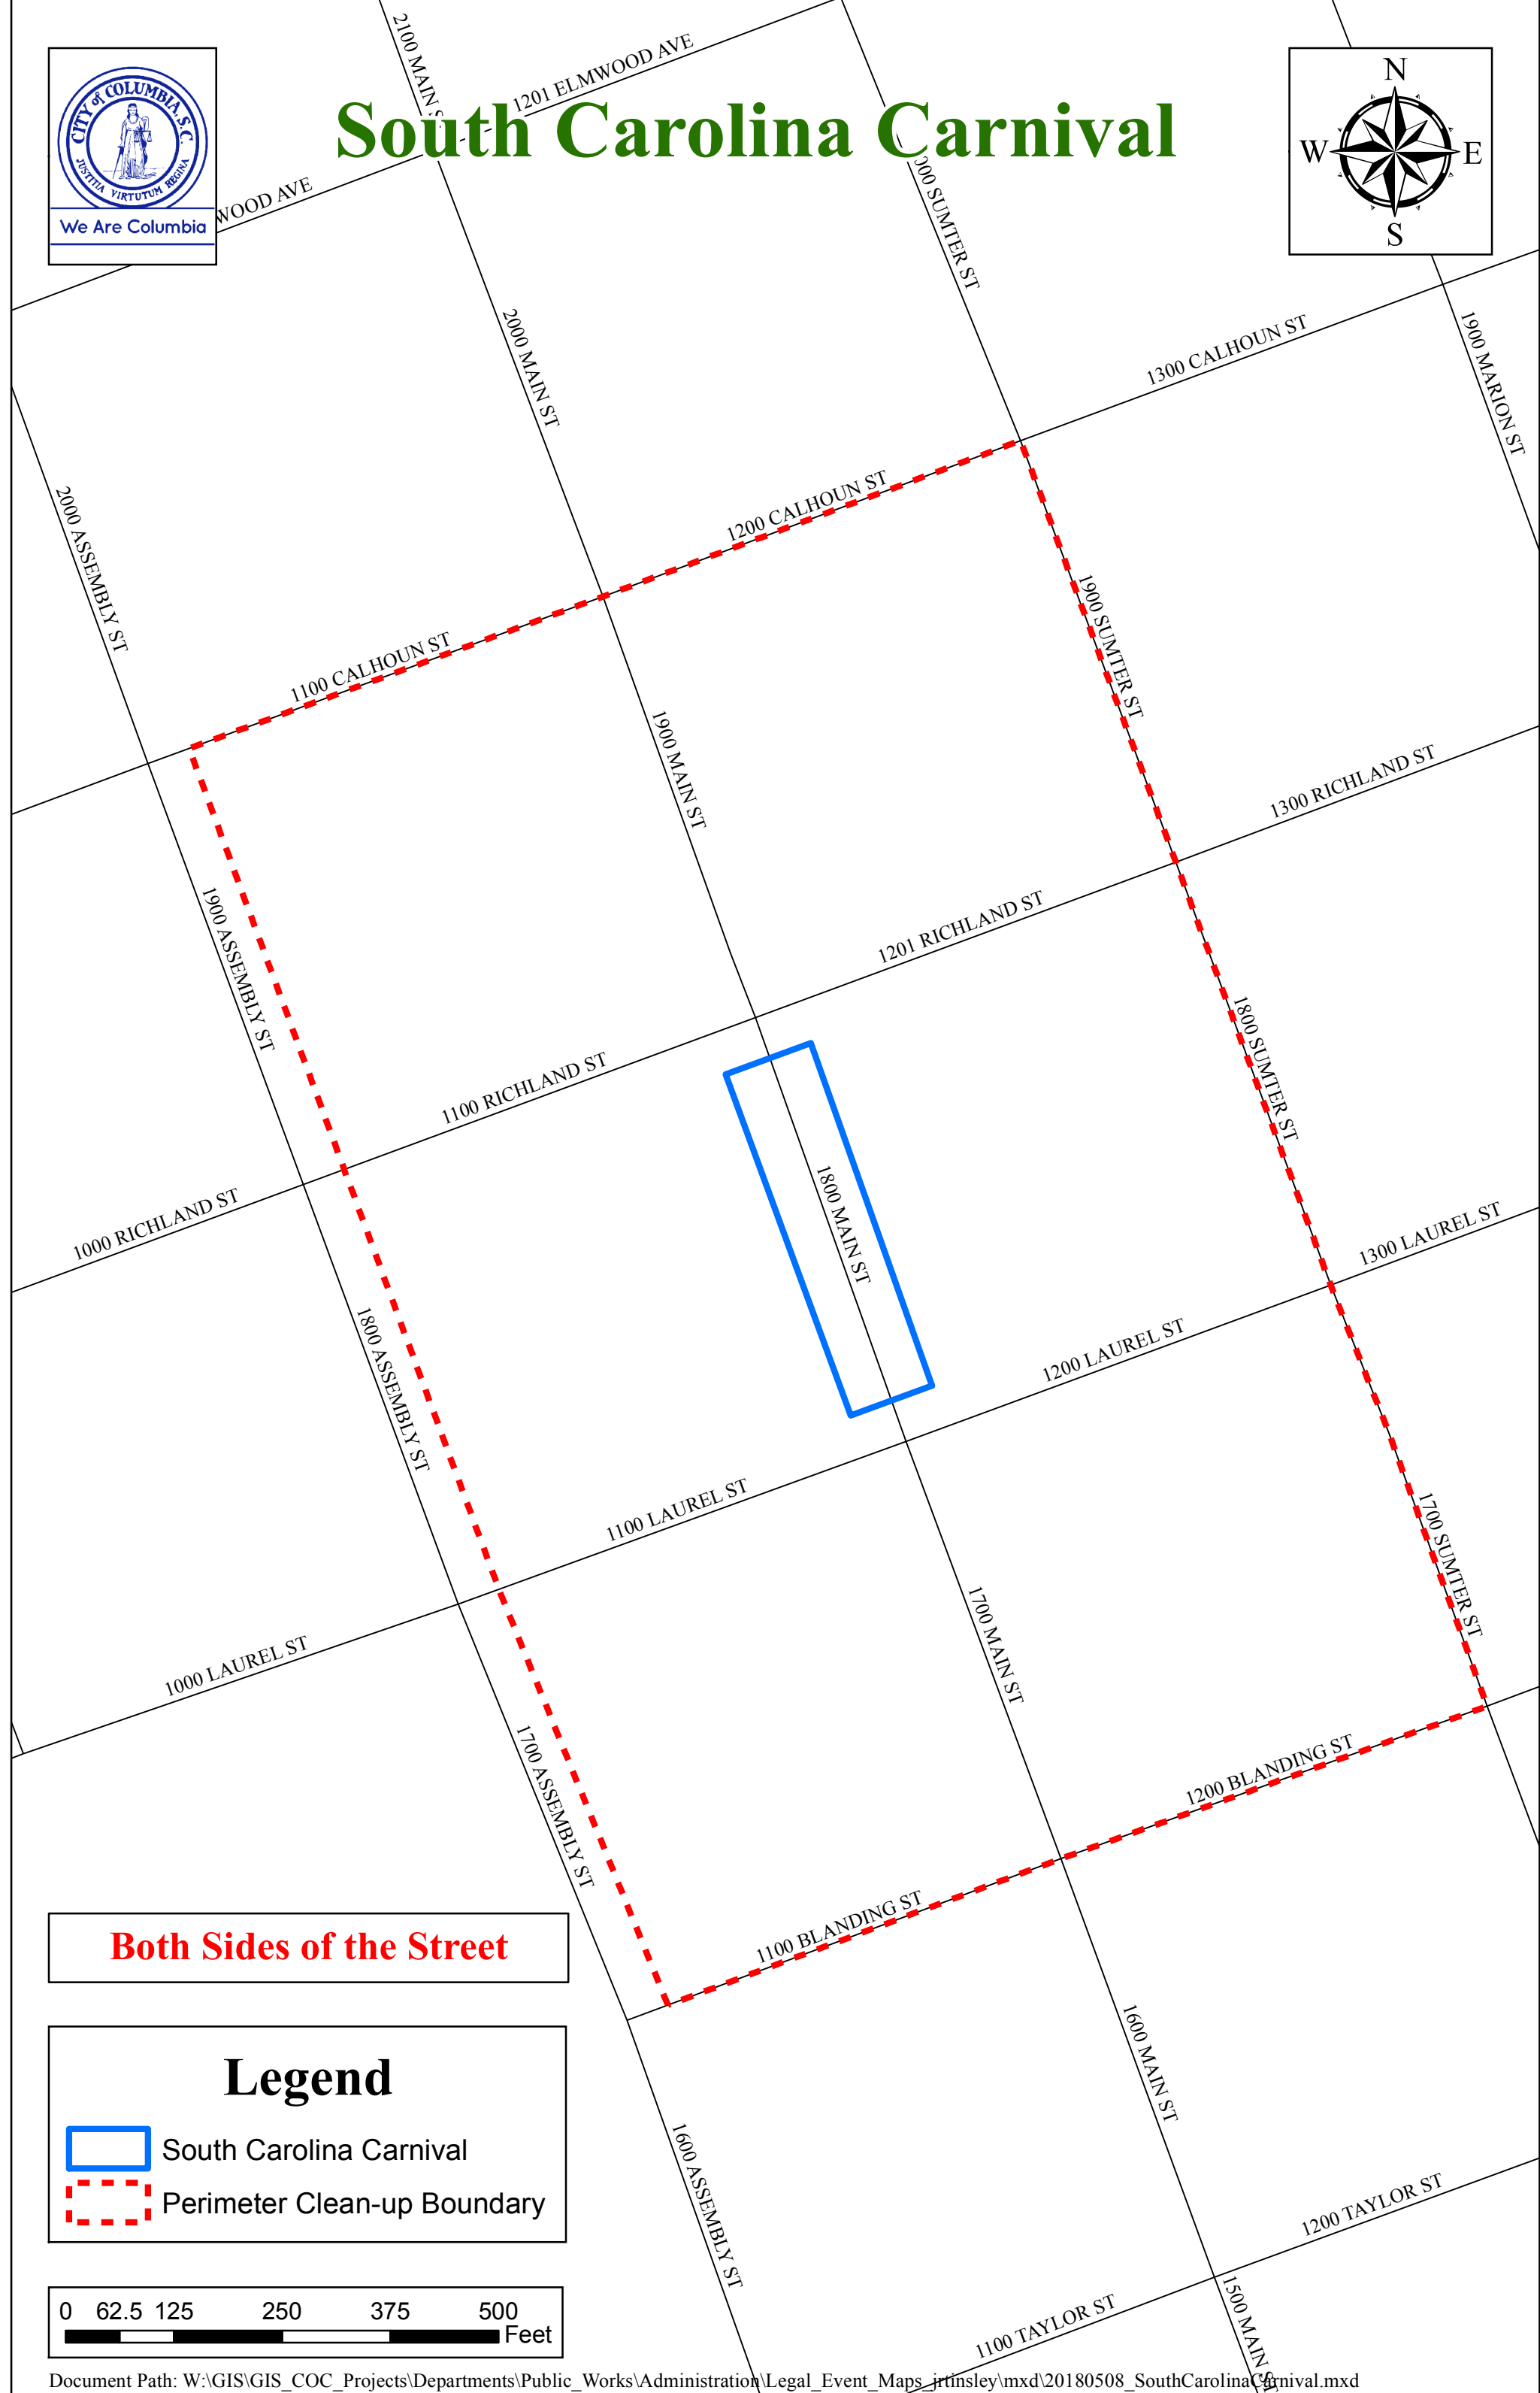 2100 MAIN S
1201 ELMWOOD AVE
CITY of COLUMBIA, S.C.
JUSTITIA VIRTUTUM REGINA
We Are Columbia
South Carolina Carnival
N
W
E
S
WOOD AVE
000 SUMTER ST
2000 MAIN ST
1300 CALHOUN ST
1900 MARION ST
2000 ASSEMBLY ST
1200 CALHOUN ST
1100 CALHOUN ST
1900 SUMTER ST
1900 MAIN ST
1300 RICHLAND ST
1900 ASSEMBLY ST
1201 RICHLAND ST
1800 SUMTER ST
1100 RICHLAND ST
1000 RICHLAND ST
1800 MAIN ST
1300 LAUREL ST
1800 ASSEMBLY ST
1200 LAUREL ST
1100 LAUREL ST
1700 SUMTER ST
1000 LAUREL ST
1700 MAIN ST
1700 ASSEMBLY ST
1200 BLANDING ST
1100 BLANDING ST
Both Sides of the Street
1600 MAIN ST
Legend
South Carolina Carnival
Perimeter Clean-up Boundary
1600 ASSEMBLY ST
1200 TAYLOR ST
1100 TAYLOR ST
1500 MAIN ST
0 62.5 125 250 375 500
Feet
Document Path: W:\GIS\GIS_COC_Projects\Departments\Public_Works\Administration\Legal_Event_Maps_jrtinsley\mxd\20180508_SouthCarolinaCarnival.mxd